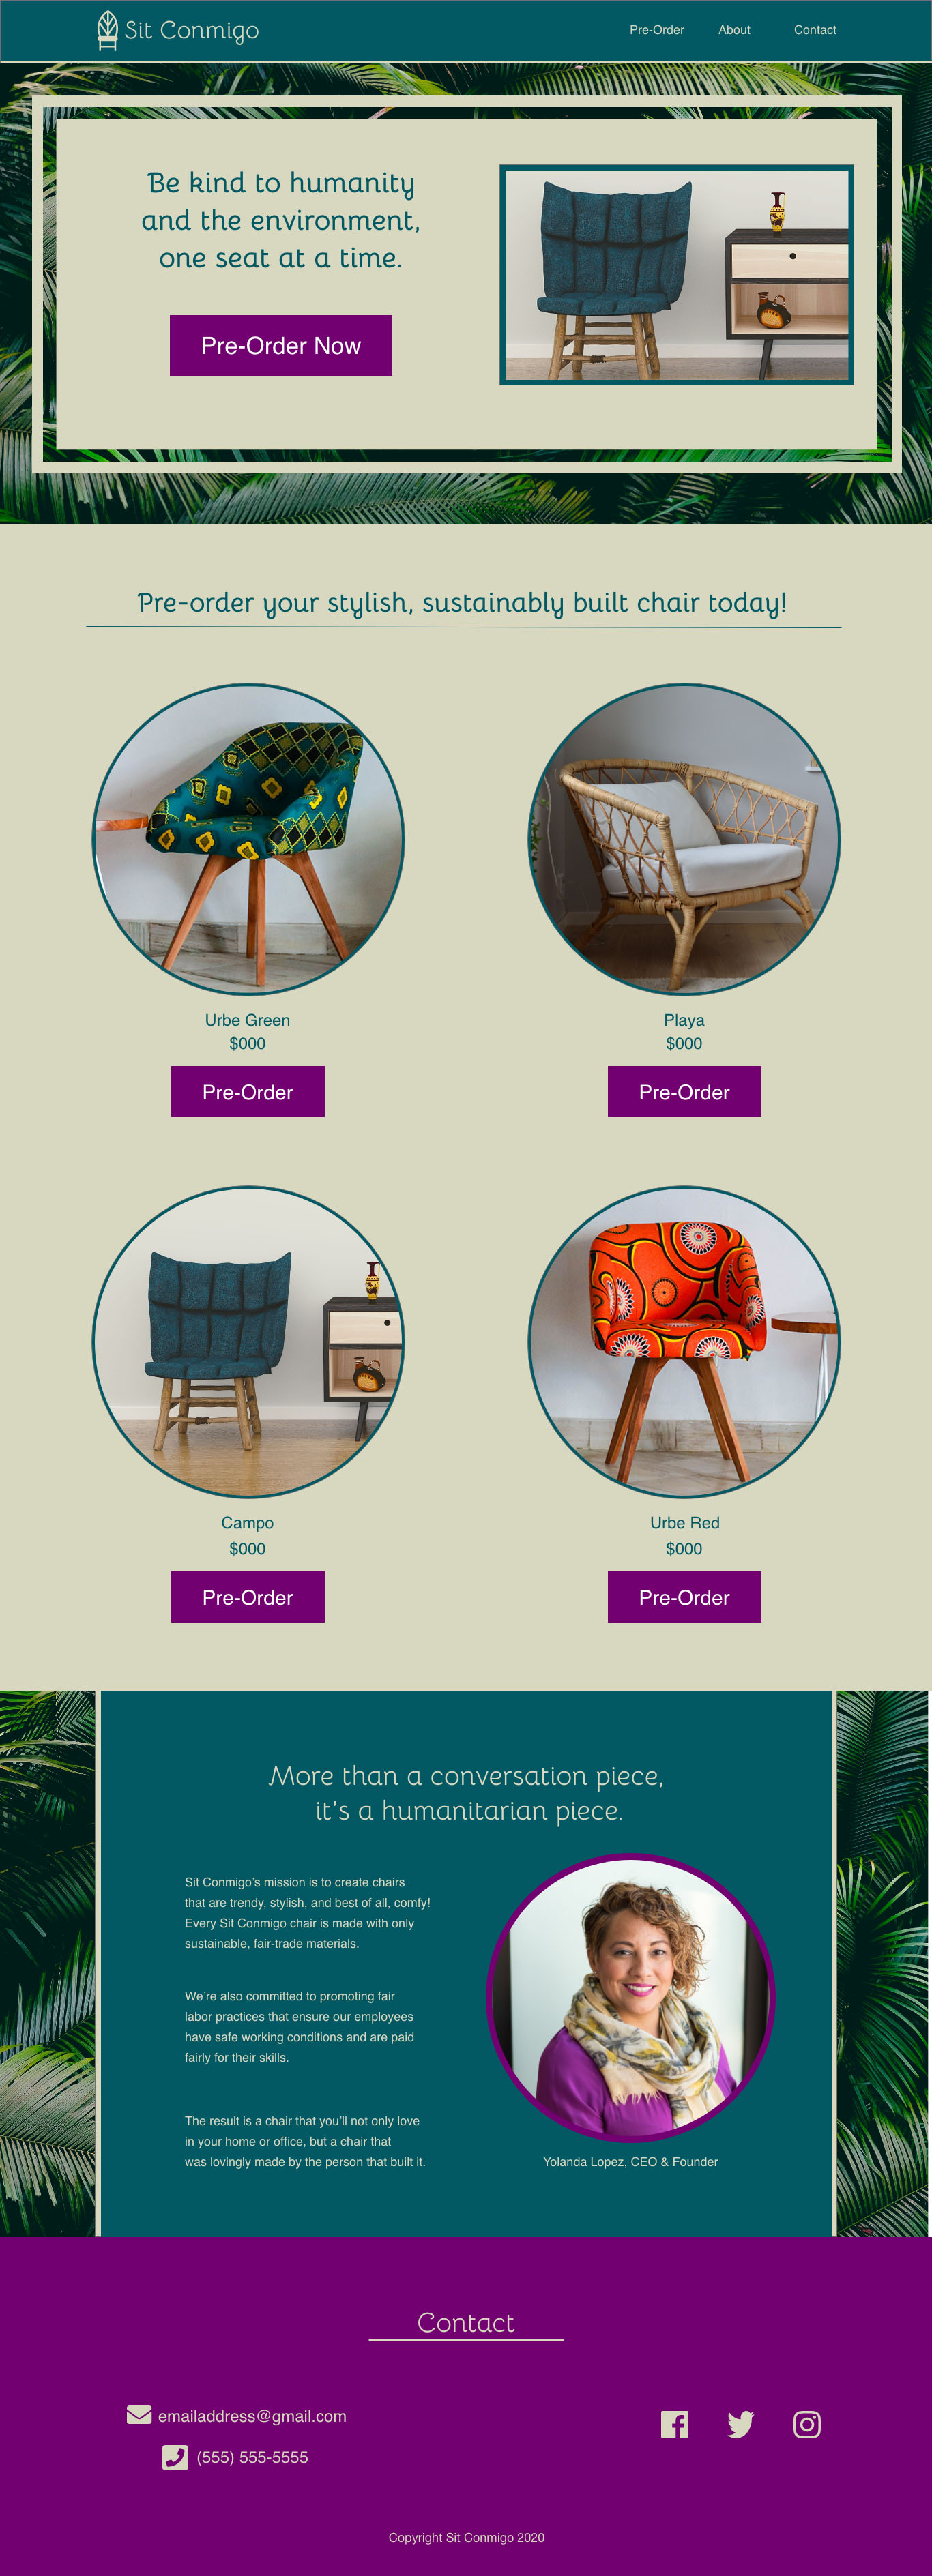 Sit Conmigo
Pre-Order
About
Contact
Be kind to humanity
and the environment,
one seat at a time.
Pre-Order Now
Pre-order your stylish, sustainably built chair today!
Urbe Green
$000
Pre-Order
Playa
$000
Pre-Order
Campo
$000
Pre-Order
Urbe Red
$000
Pre-Order
More than a conversation piece,
it's a humanitarian piece.
Sit Conmigo's mission is to create chairs
that are trendy, stylish, and best of all, comfy!
Every Sit Conmigo chair is made with only
sustainable, fair-trade materials.
We're also committed to promoting fair
labor practices that ensure our employees
have safe working conditions and are paid
fairly for their skills.
The result is a chair that you'll not only love
in your home or office, but a chair that
was lovingly made by the person that built it.
Yolanda Lopez, CEO & Founder
Contact
emailaddress@gmail.com
(555) 555-5555
Copyright Sit Conmigo 2020